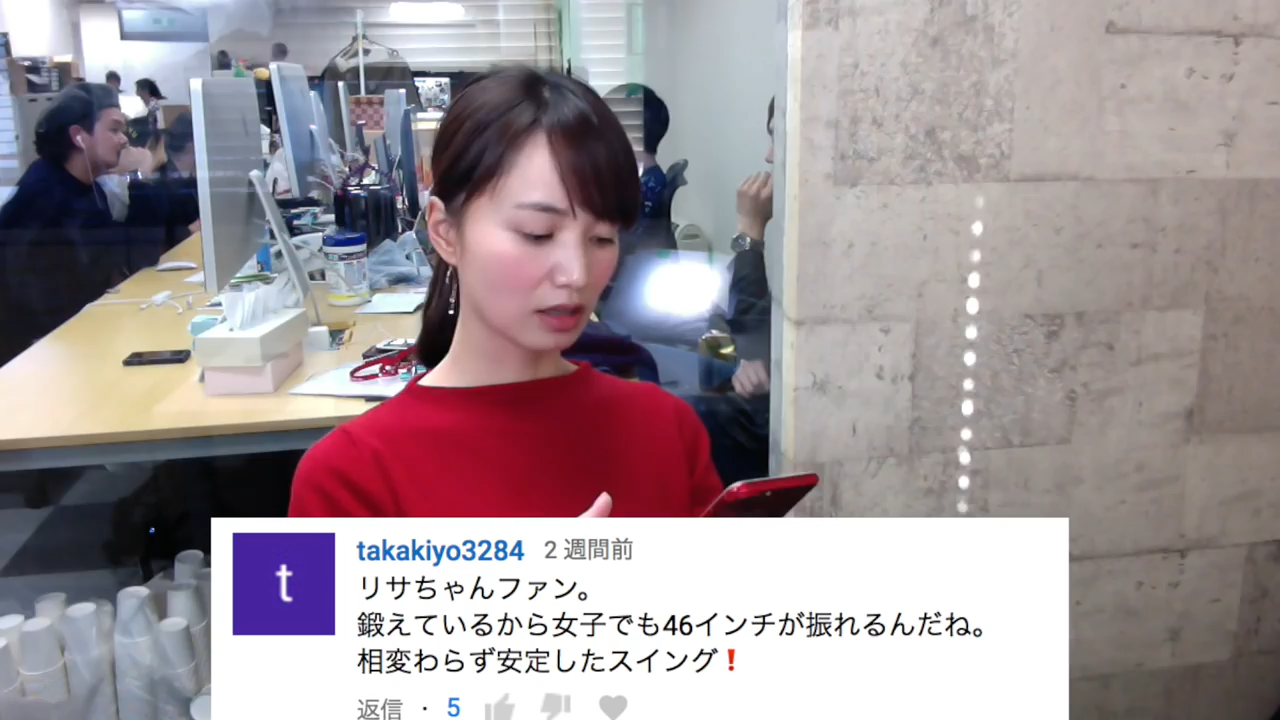 t
takakiyo3284 2 週間前
リサちゃんファン。
鍛えているから女子でも46インチが振れるんだね。
相変わらず安定したスイング❗
返信 · 5